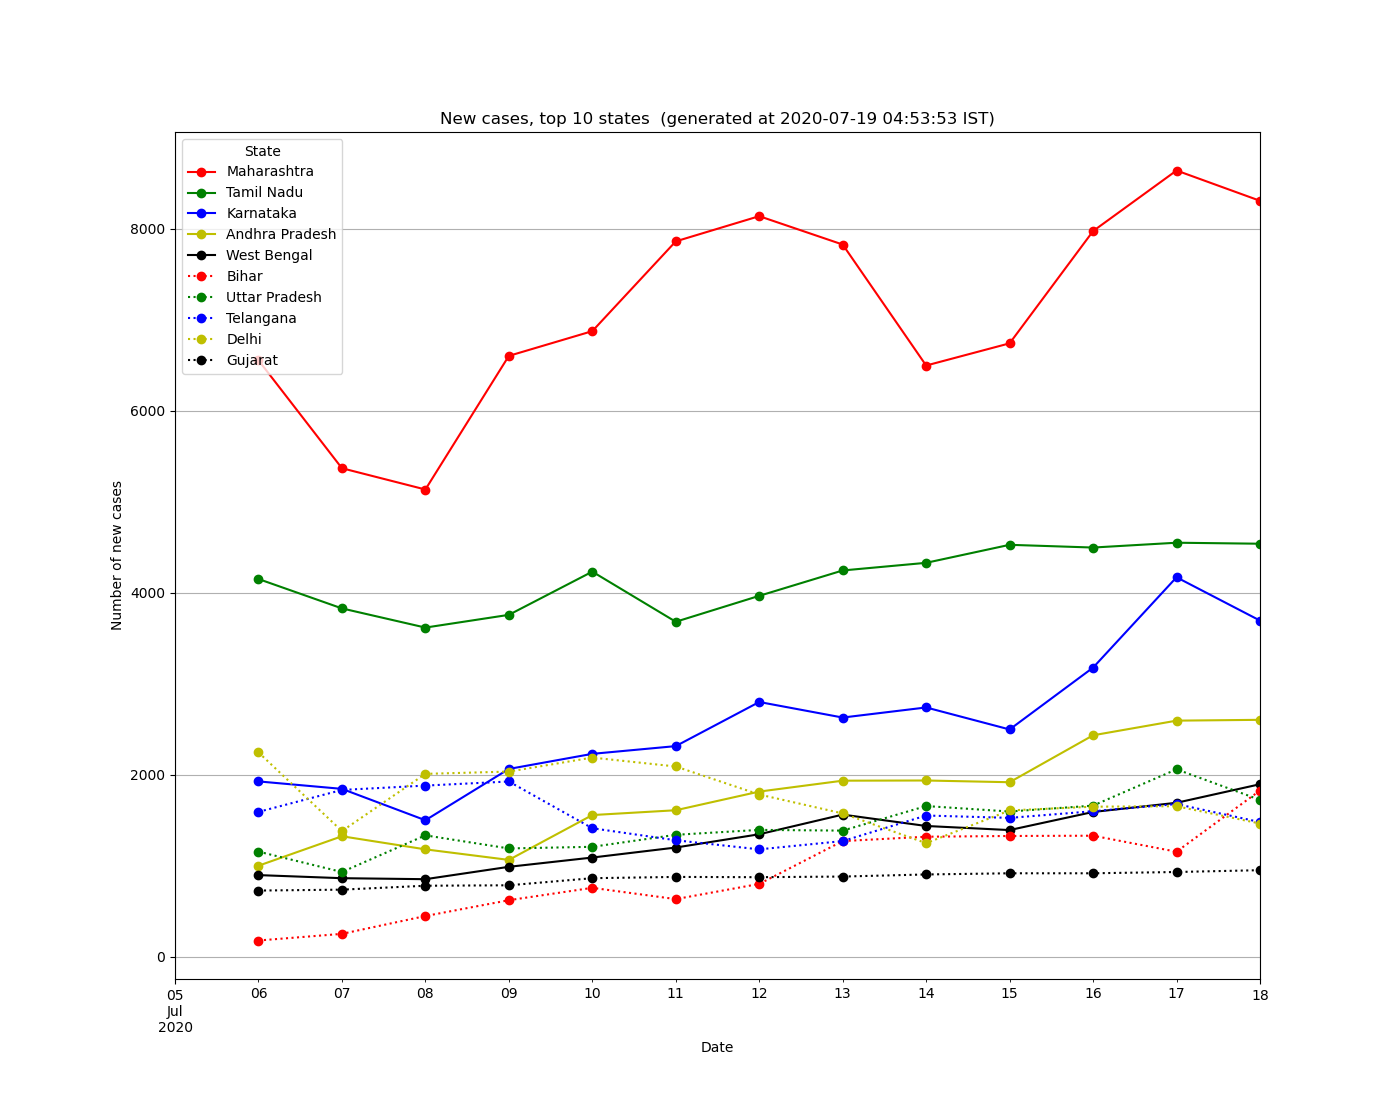 New cases, top 10 states  (generated at 2020-07-19 04:53:53 IST)
State
Maharashtra
Tamil Nadu
Karnataka
Andhra Pradesh
West Bengal
Bihar
Uttar Pradesh
Telangana
Delhi
Gujarat
8000
6000
4000
2000
0
Number of new cases
05 06 07 08 09 10 11 12 13 14 15 16 17 18
Jul
2020
Date